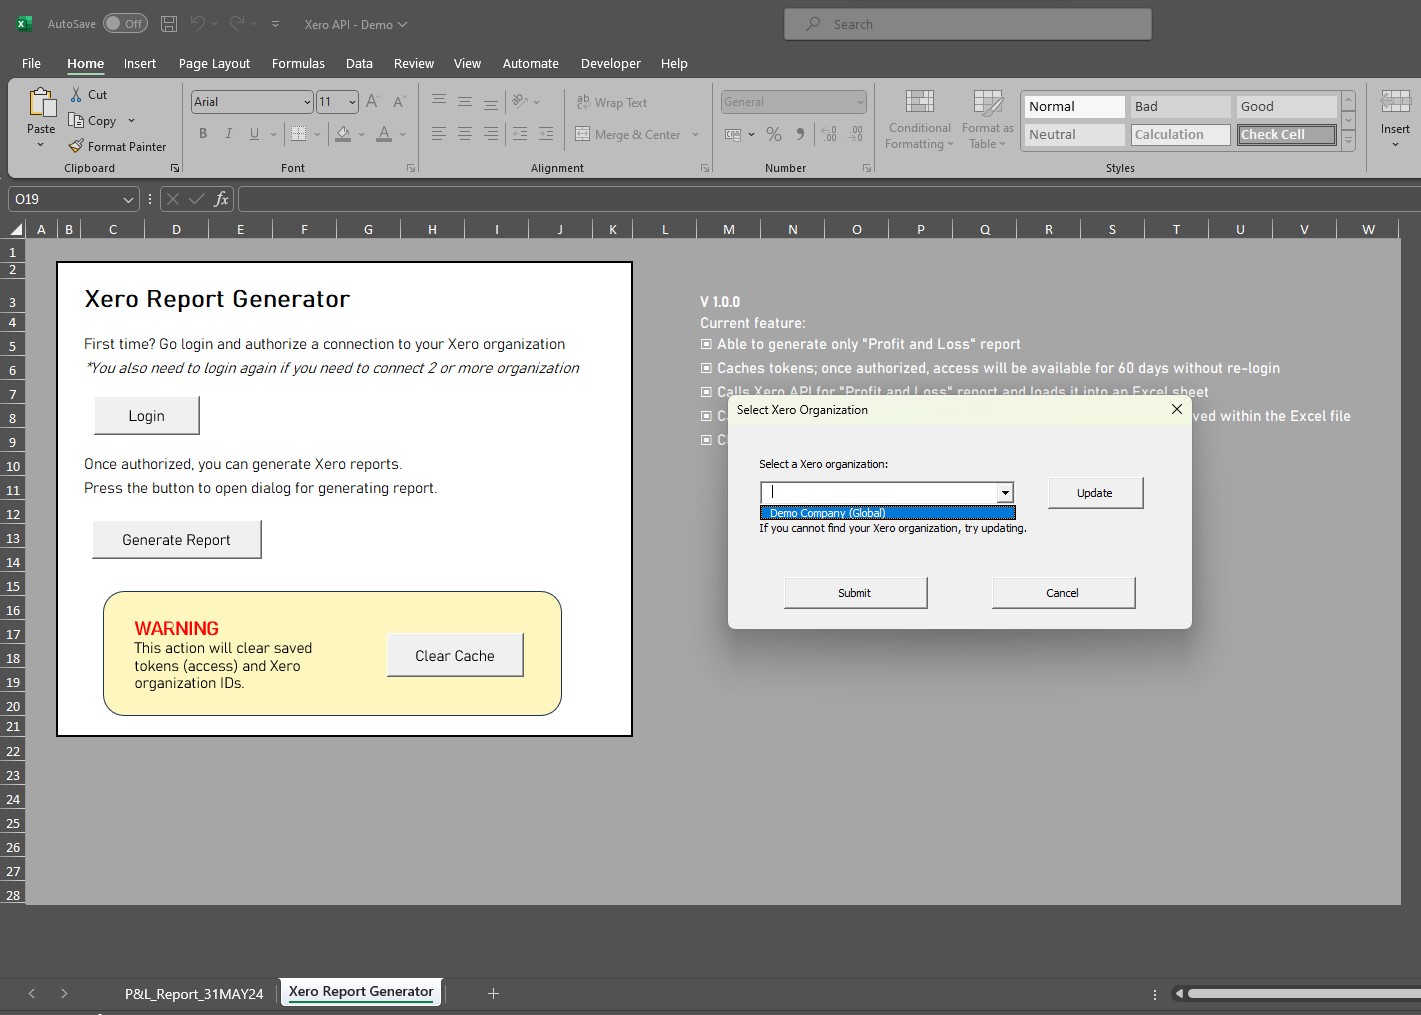 AutoSave Off Xero API - Demo Search
File Home Insert Page Layout Formulas Data Review View Automate Developer Help
Paste
Cut
Copy
Format Painter
Clipboard
Arial 11
B I U A
Font
Wrap Text
Merge & Center
Alignment
General
Number
Conditional Formatting
Format as Table
Normal Bad Good
Neutral Calculation Check Cell
Styles
Insert
O19
fx
A B C D E F G H I J K L M N O P Q R S T U V W
1
2
3
4
5
6
7
8
9
10
11
12
13
14
15
16
17
18
19
20
21
22
23
24
25
26
27
28
Xero Report Generator
First time? Go login and authorize a connection to your Xero organization
*You also need to login again if you need to connect 2 or more organization
Login
Once authorized, you can generate Xero reports.
Press the button to open dialog for generating report.
Generate Report
WARNING
This action will clear saved
tokens (access) and Xero
organization IDs.
Clear Cache
V 1.0.0
Current feature:
Able to generate only "Profit and Loss" report
Caches tokens; once authorized, access will be available for 60 days without re-login
Calls Xero API for "Profit and Loss" report and loads it into an Excel sheet
within the Excel file
Select Xero Organization
Select a Xero organization:
Update
Demo Company (Global)
If you cannot find your Xero organization, try updating.
Submit Cancel
P&L_Report_31MAY24 Xero Report Generator